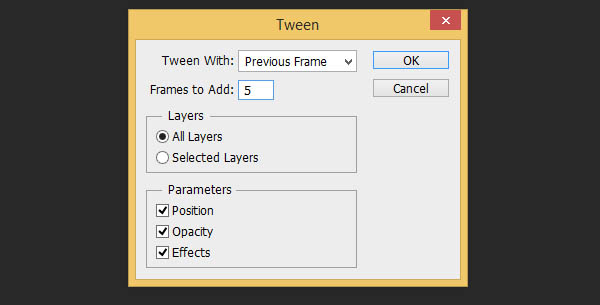 Tween
Tween With: Previous Frame OK
Frames to Add: 5 Cancel
Layers
All Layers
Selected Layers
Parameters
Position
Opacity
Effects